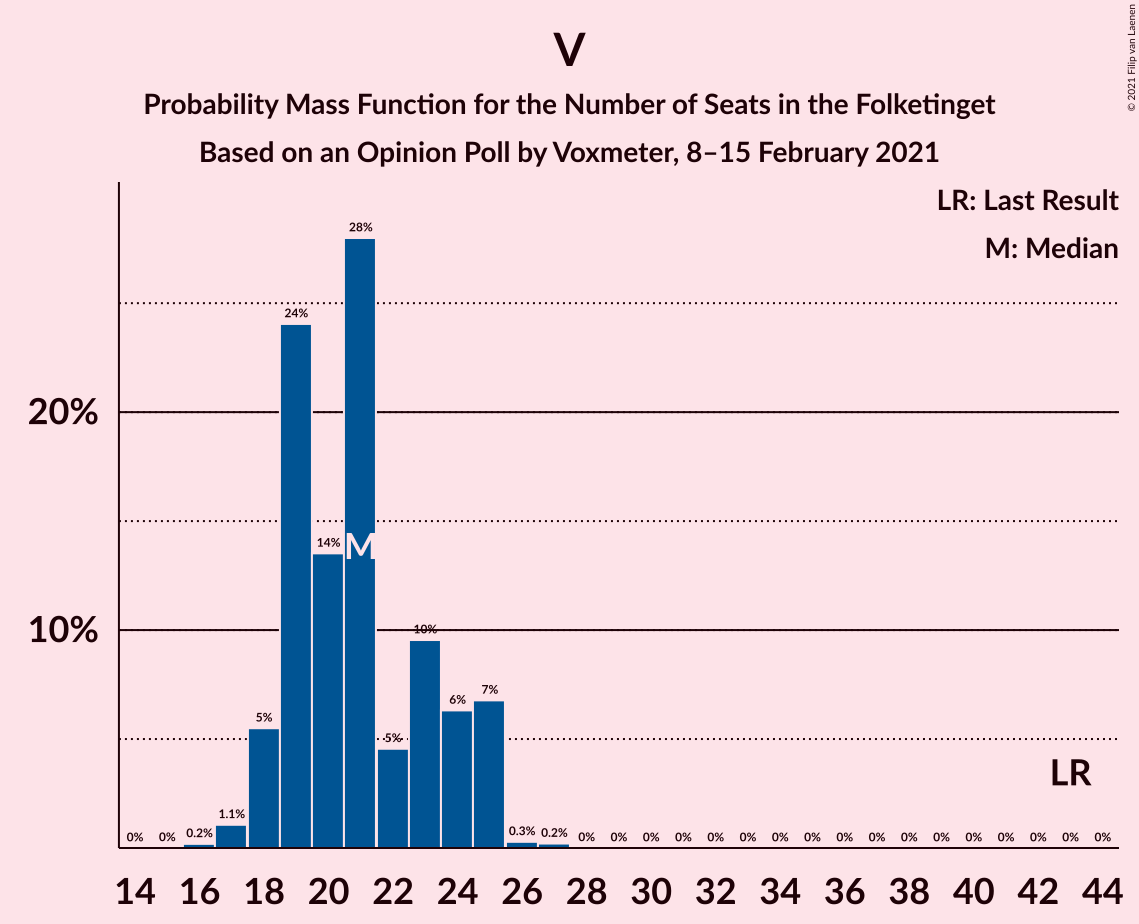 V
Probability Mass Function for the Number of Seats in the Folketinget
Based on an Opinion Poll by Voxmeter, 8–15 February 2021
© 2021 Filip van Laenen
LR: Last Result
M: Median
20%
10%
0% 0% 0.2% 1.1% 5% 24% 14% 28% 5% 10% 6% 7% 0.3% 0.2% 0% 0% 0% 0% 0% 0% 0% 0% 0% 0% 0% 0% 0% 0% 0% 0% 0%
M
LR
14 16 18 20 22 24 26 28 30 32 34 36 38 40 42 44